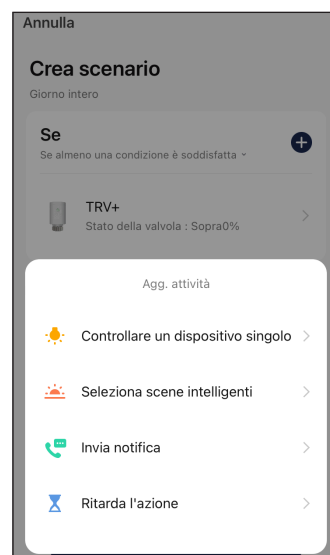 Annulla
Crea scenario
Giorno intero
Se
Se almeno una condizione è soddisfatta
TRV+
Stato della valvola : Sopra0%
Agg. attività
Controllare un dispositivo singolo
Seleziona scene intelligenti
Invia notifica
Ritarda l'azione